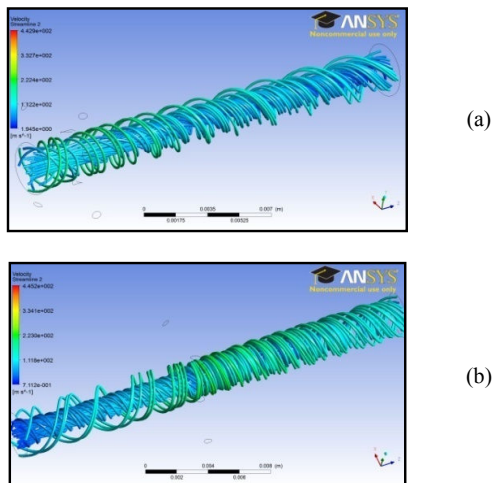 Velocity
Streamline 2
4.429e+002
3.327e+002
2.224e+002
1.122e+002
1.945e+000
[m s^-1]
ANSYS
Noncommercial use only
0 0.0035 0.007 (m)
0.00175 0.00525
(a)
Velocity
Streamline 2
4.452e+002
3.341e+002
2.230e+002
1.118e+002
7.112e-001
[m s^-1]
ANSYS
Noncommercial use only
0 0.004 0.008 (m)
0.002 0.006
(b)